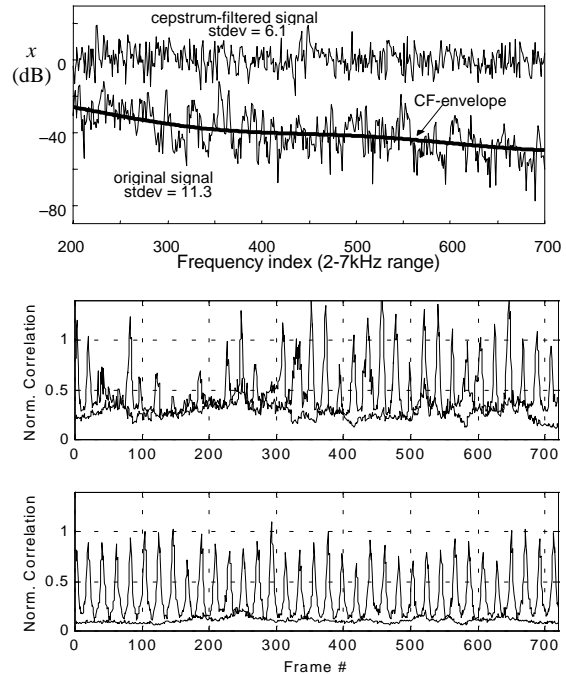 cepstrum-filtered signal
stdev = 6.1
x
(dB)
0
−40
−80
CF-envelope
original signal
stdev = 11.3
200 300 400 500 600 700
Frequency index (2-7kHz range)
Norm. Correlation
1
0.5
0
0 100 200 300 400 500 600 700
Norm. Correlation
1
0.5
0
0 100 200 300 400 500 600 700
Frame #